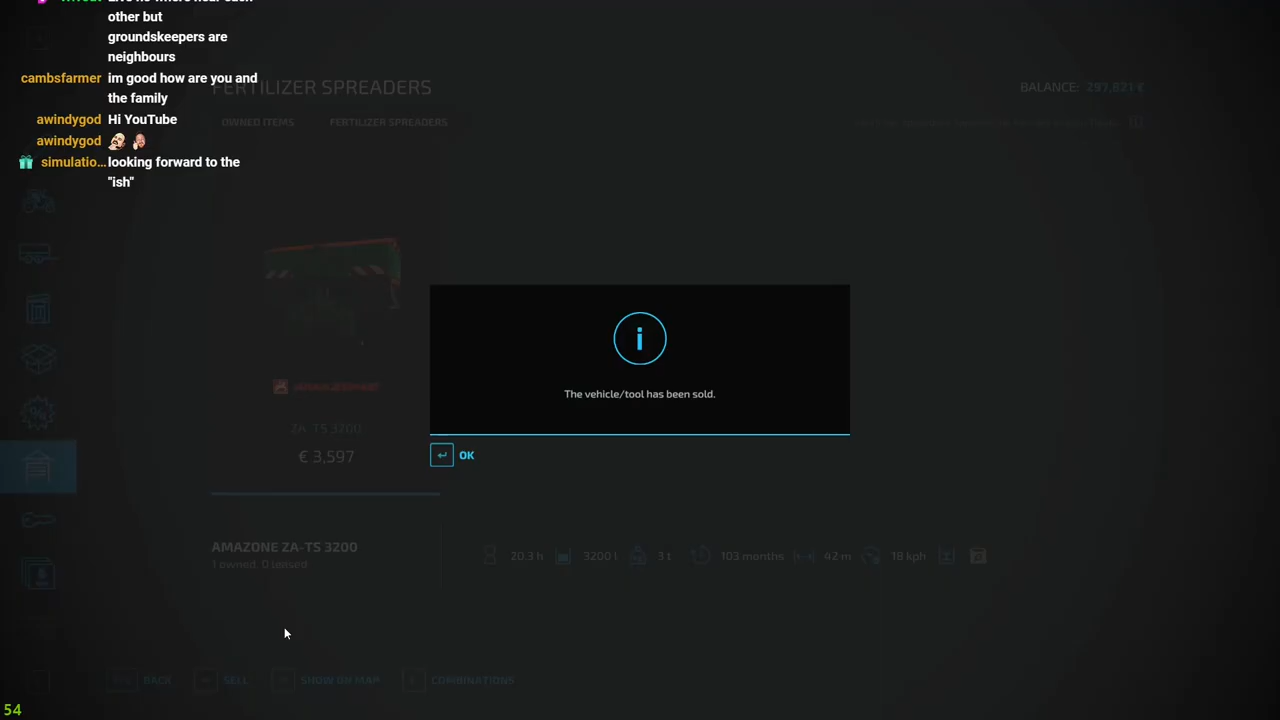 other but
groundskeepers are
neighbours
cambsfarmer im good how are you and
the family
awindygod Hi YouTube
awindygod
simulatio... looking forward to the
"ish"
FERTILIZER SPREADERS
BALANCE: 297,821 €
OWNED ITEMS FERTILIZER SPREADERS
The vehicle/tool has been sold.
OK
ZA-TS 3200
€ 3,597
AMAZONE ZA-TS 3200
1 owned, 0 leased
20.3 h 3200 l 3 t 103 months 42 m 18 kph
BACK SELL SHOW ON MAP COMBINATIONS
54